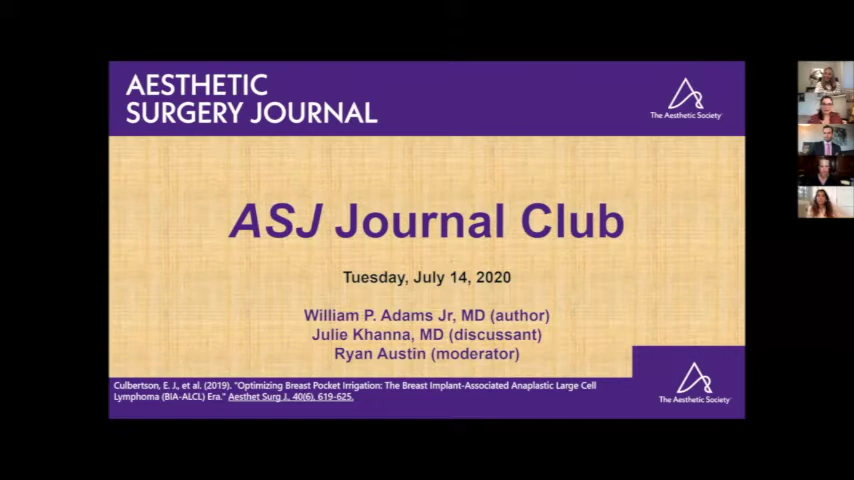 AESTHETIC
SURGERY JOURNAL
The Aesthetic Society
ASJ Journal Club
Tuesday, July 14, 2020
William P. Adams Jr, MD (author)
Julie Khanna, MD (discussant)
Ryan Austin (moderator)
Culbertson, E. J., et al. (2019). "Optimizing Breast Pocket Irrigation: The Breast Implant-Associated Anaplastic Large Cell
Lymphoma (BIA-ALCL) Era." Aesthet Surg J., 40(6), 619-625.
The Aesthetic Society